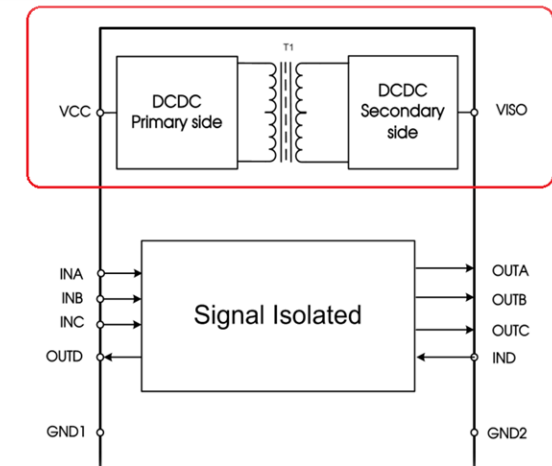 T1
DCDC
Primary side
DCDC
Secondary
side
VCC
VISO
INA
INB
INC
OUTD
Signal Isolated
OUTA
OUTB
OUTC
IND
GND1
GND2